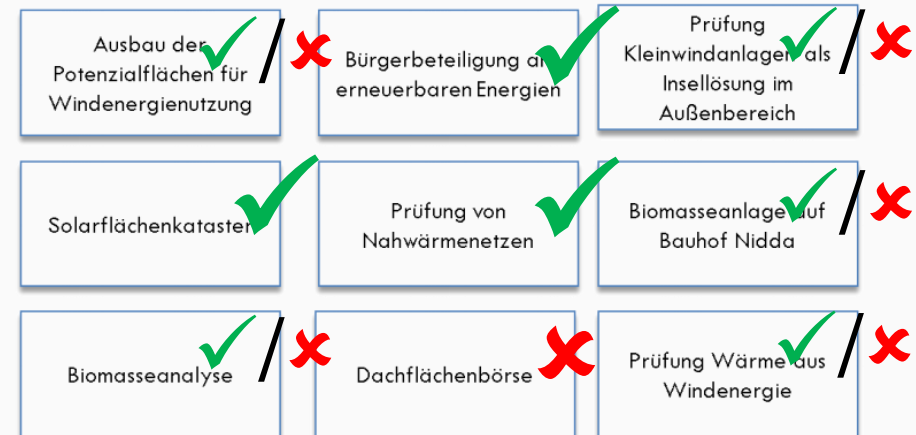 Ausbau der
Potenzialflächen für
Windenergienutzung
Bürgerbeteiligung an
erneuerbaren Energien
Prüfung
Kleinwindanlagen als
Insellösung im
Außenbereich
Solarflächenkataster
Prüfung von
Nahwärmenetzen
Biomasseanlage auf
Bauhof Nidda
Biomasseanalyse
Dachflächenbörse
Prüfung Wärme aus
Windenergie